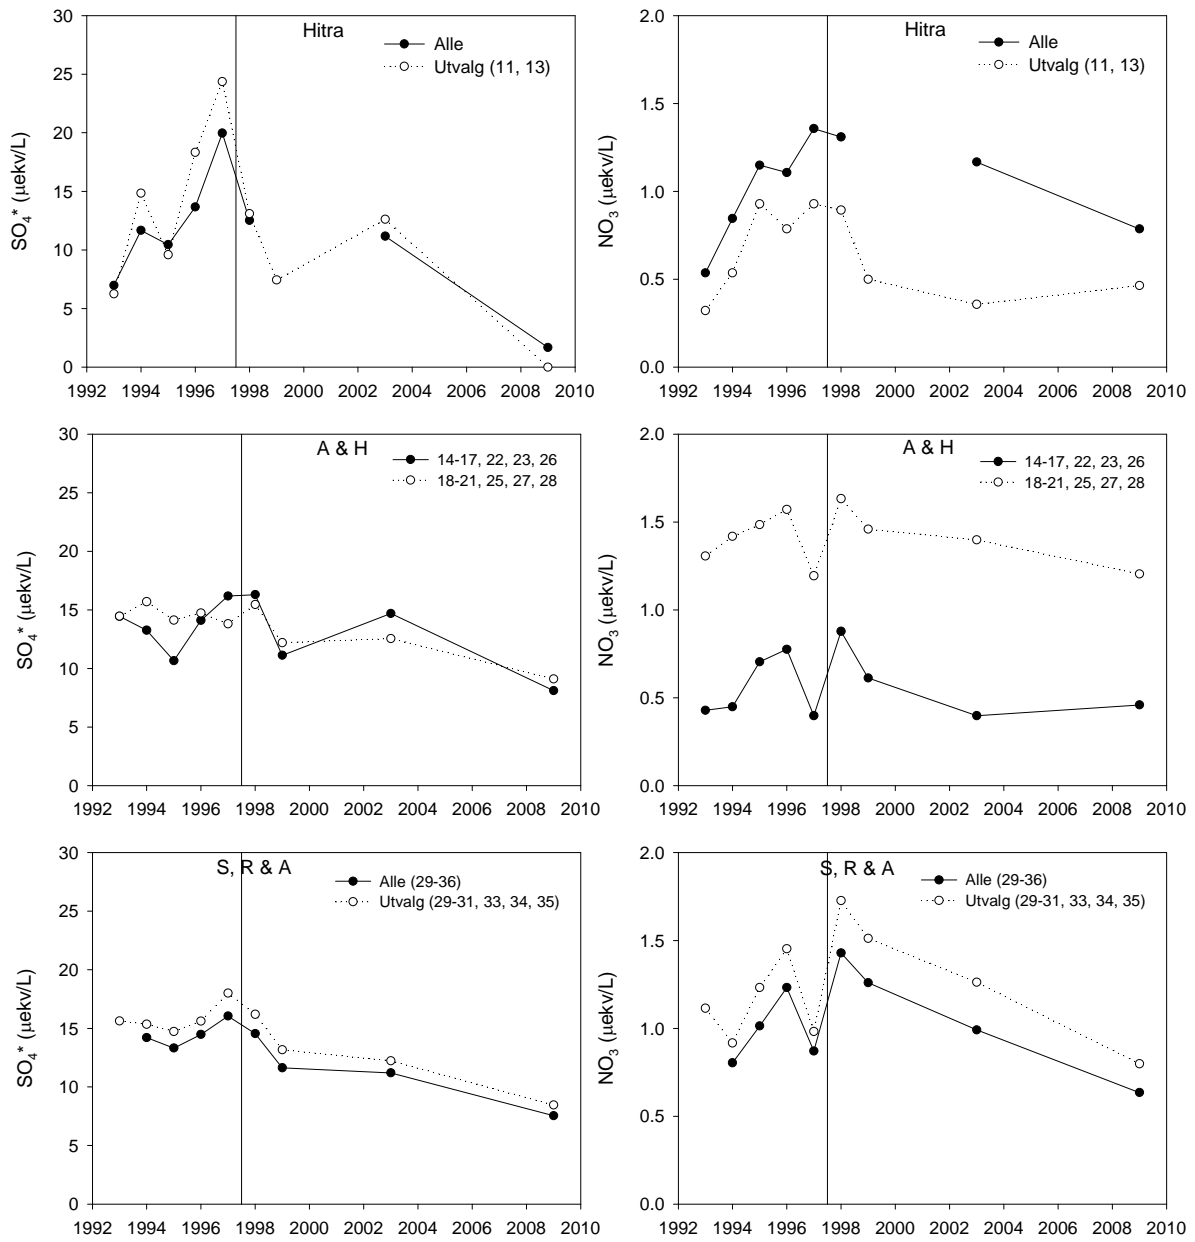 Hitra
Alle
Utvalg (11, 13)
SO4* (µekv/L)
30
25
20
15
10
5
0
1992 1994 1996 1998 2000 2002 2004 2006 2008 2010
Hitra
Alle
Utvalg (11, 13)
NO3 (µekv/L)
2.0
1.5
1.0
0.5
0.0
1992 1994 1996 1998 2000 2002 2004 2006 2008 2010
A & H
14-17, 22, 23, 26
18-21, 25, 27, 28
SO4* (µekv/L)
30
25
20
15
10
5
0
1992 1994 1996 1998 2000 2002 2004 2006 2008 2010
A & H
14-17, 22, 23, 26
18-21, 25, 27, 28
NO3 (µekv/L)
2.0
1.5
1.0
0.5
0.0
1992 1994 1996 1998 2000 2002 2004 2006 2008 2010
S, R & A
Alle (29-36)
Utvalg (29-31, 33, 34, 35)
SO4* (µekv/L)
30
25
20
15
10
5
0
1992 1994 1996 1998 2000 2002 2004 2006 2008 2010
S, R & A
Alle (29-36)
Utvalg (29-31, 33, 34, 35)
NO3 (µekv/L)
2.0
1.5
1.0
0.5
0.0
1992 1994 1996 1998 2000 2002 2004 2006 2008 2010